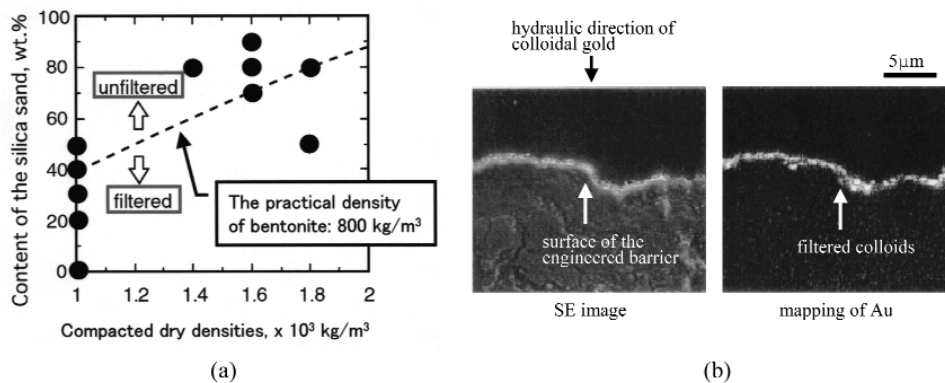 Content of the silica sand, wt.%
100
80
60
40
20
0
unfiltered
filtered
The practical density
of bentonite: 800 kg/m³
1
1.2
1.4
1.6
1.8
2
Compacted dry densities, x 10³ kg/m³
(a)
hydraulic direction of
colloidal gold
5μm
surface of the
engineered barrier
filtered colloids
SE image
mapping of Au
(b)